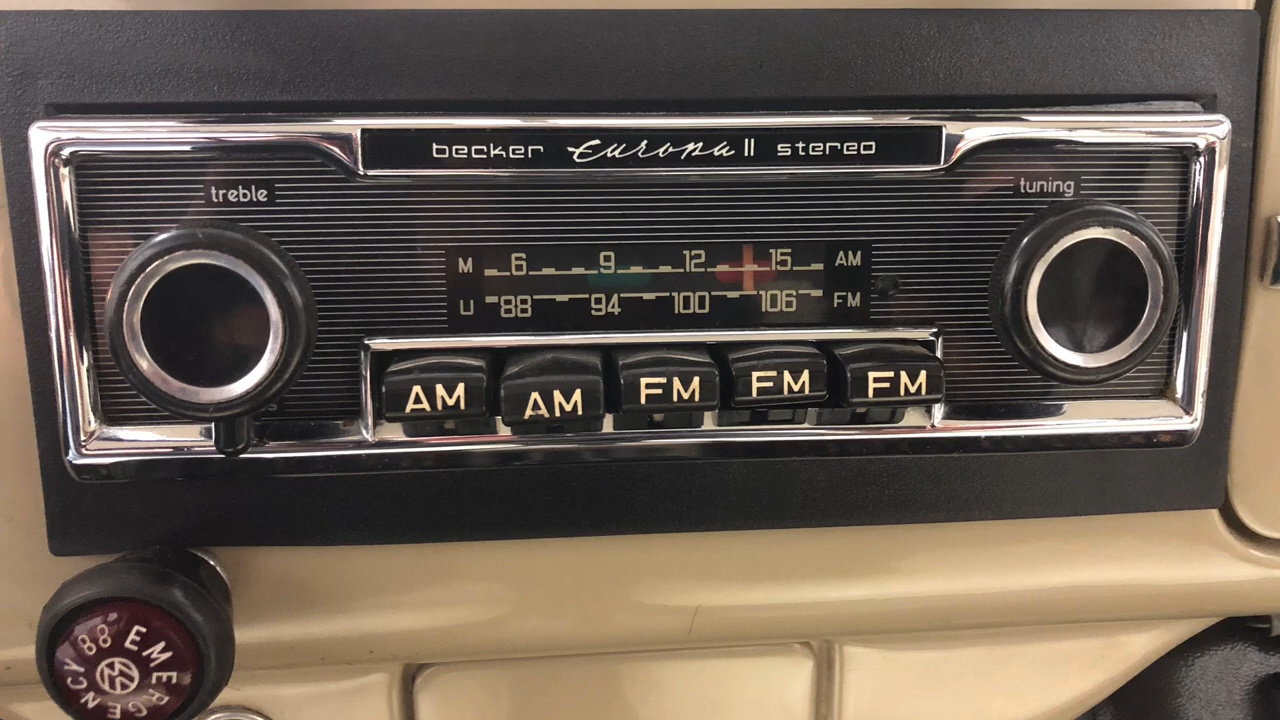 becker Europa II stereo
treble
tuning
M 6 9 12 15 AM
U 88 94 100 106 FM
AM AM FM FM FM
88 EMERGENCY